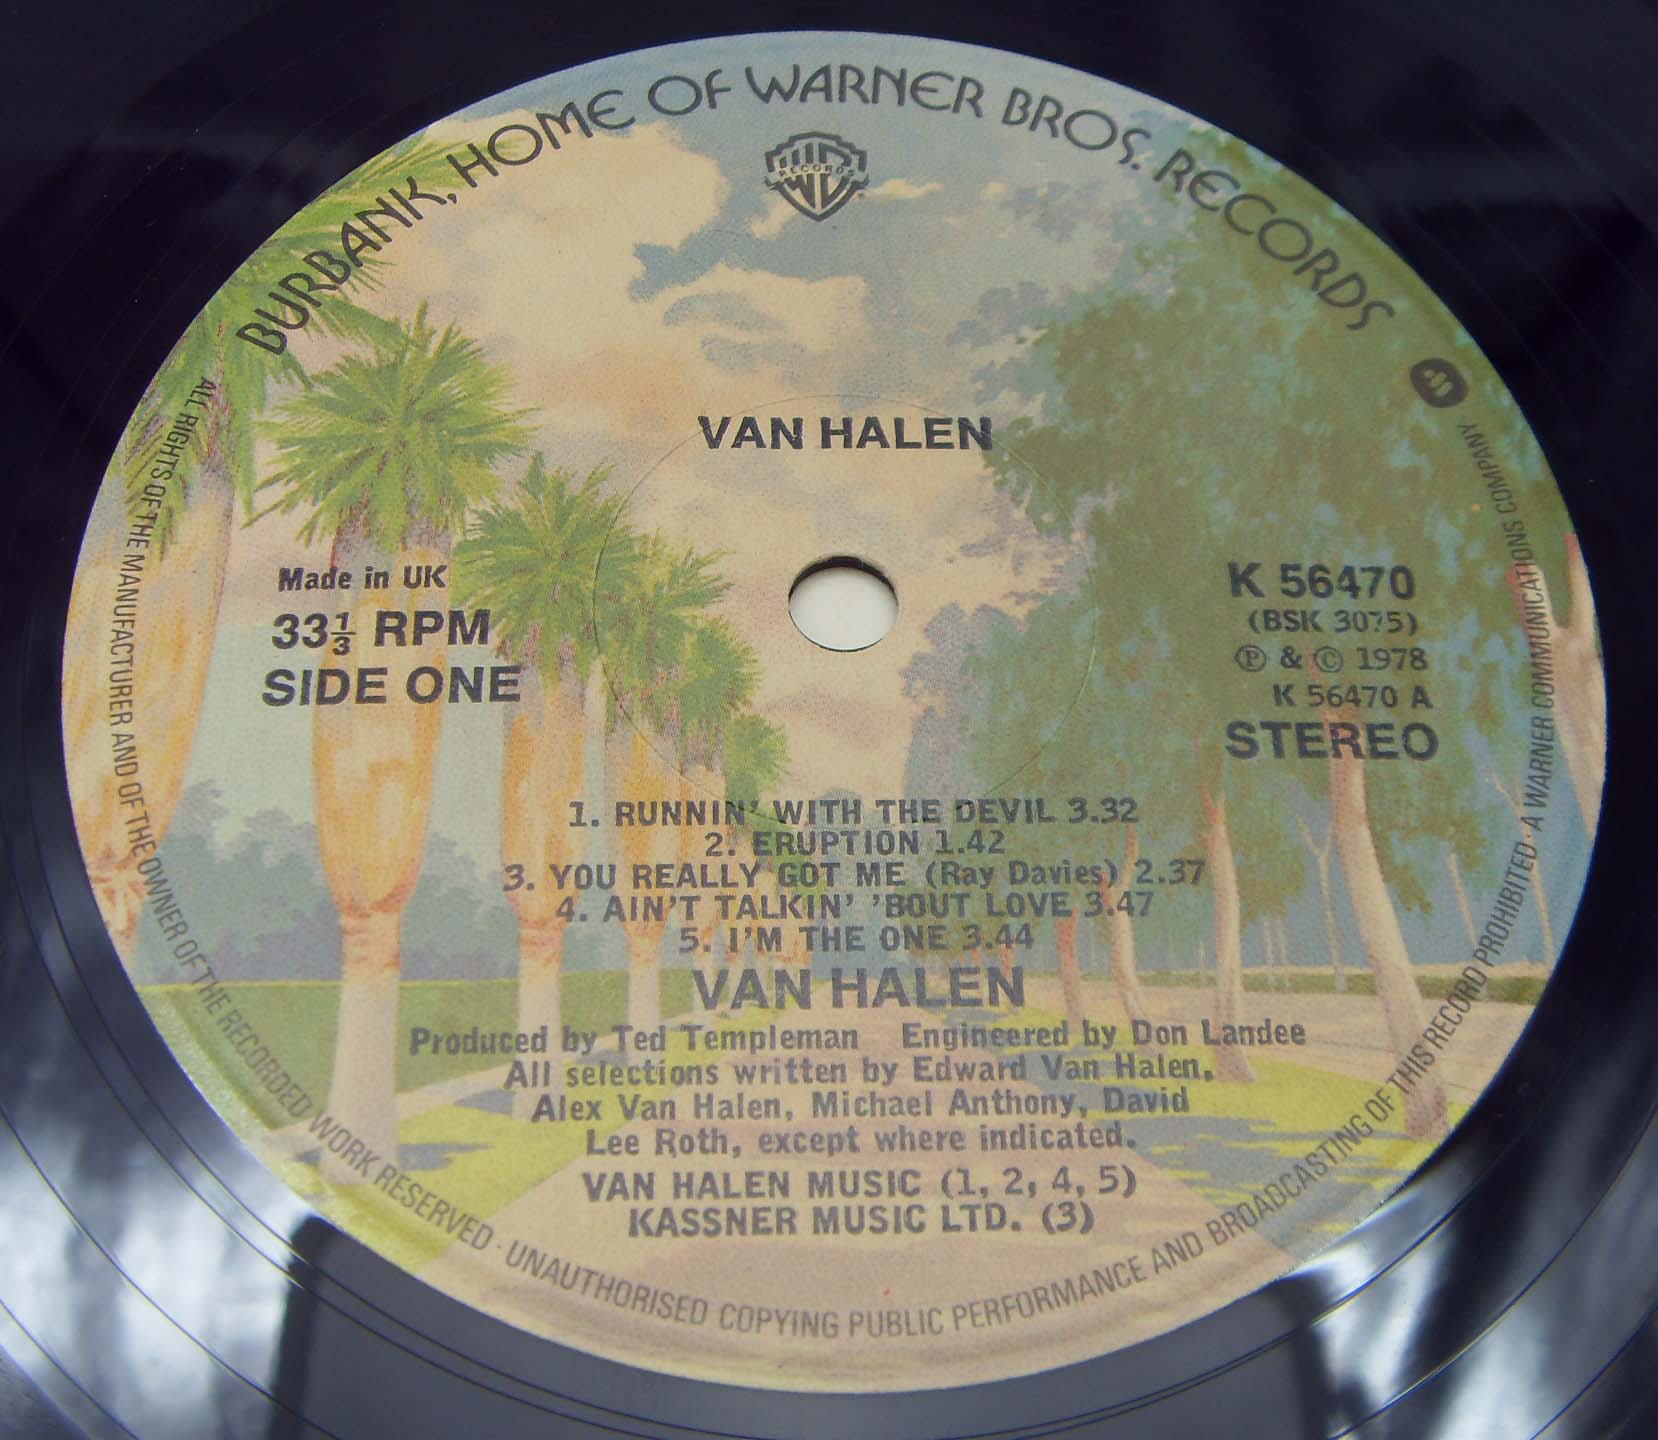 BURBANK, HOME OF WARNER BROS. RECORDS
WB
RECORDS
VAN HALEN
Made in UK
33⅓ RPM
SIDE ONE
K 56470
(BSK 3075)
Ⓟ & © 1978
K 56470 A
STEREO
1. RUNNIN' WITH THE DEVIL 3.32
2. ERUPTION 1.42
3. YOU REALLY GOT ME (Ray Davies) 2.37
4. AIN'T TALKIN' 'BOUT LOVE 3.47
5. I'M THE ONE 3.44
VAN HALEN
Produced by Ted Templeman Engineered by Don Landee
All selections written by Edward Van Halen,
Alex Van Halen, Michael Anthony, David
Lee Roth, except where indicated.
VAN HALEN MUSIC (1, 2, 4, 5)
KASSNER MUSIC LTD. (3)
ALL RIGHTS OF THE MANUFACTURER AND OF THE OWNER OF THE RECORDED WORK RESERVED · UNAUTHORISED COPYING PUBLIC PERFORMANCE AND BROADCASTING OF THIS RECORD PROHIBITED · A WARNER COMMUNICATIONS COMPANY